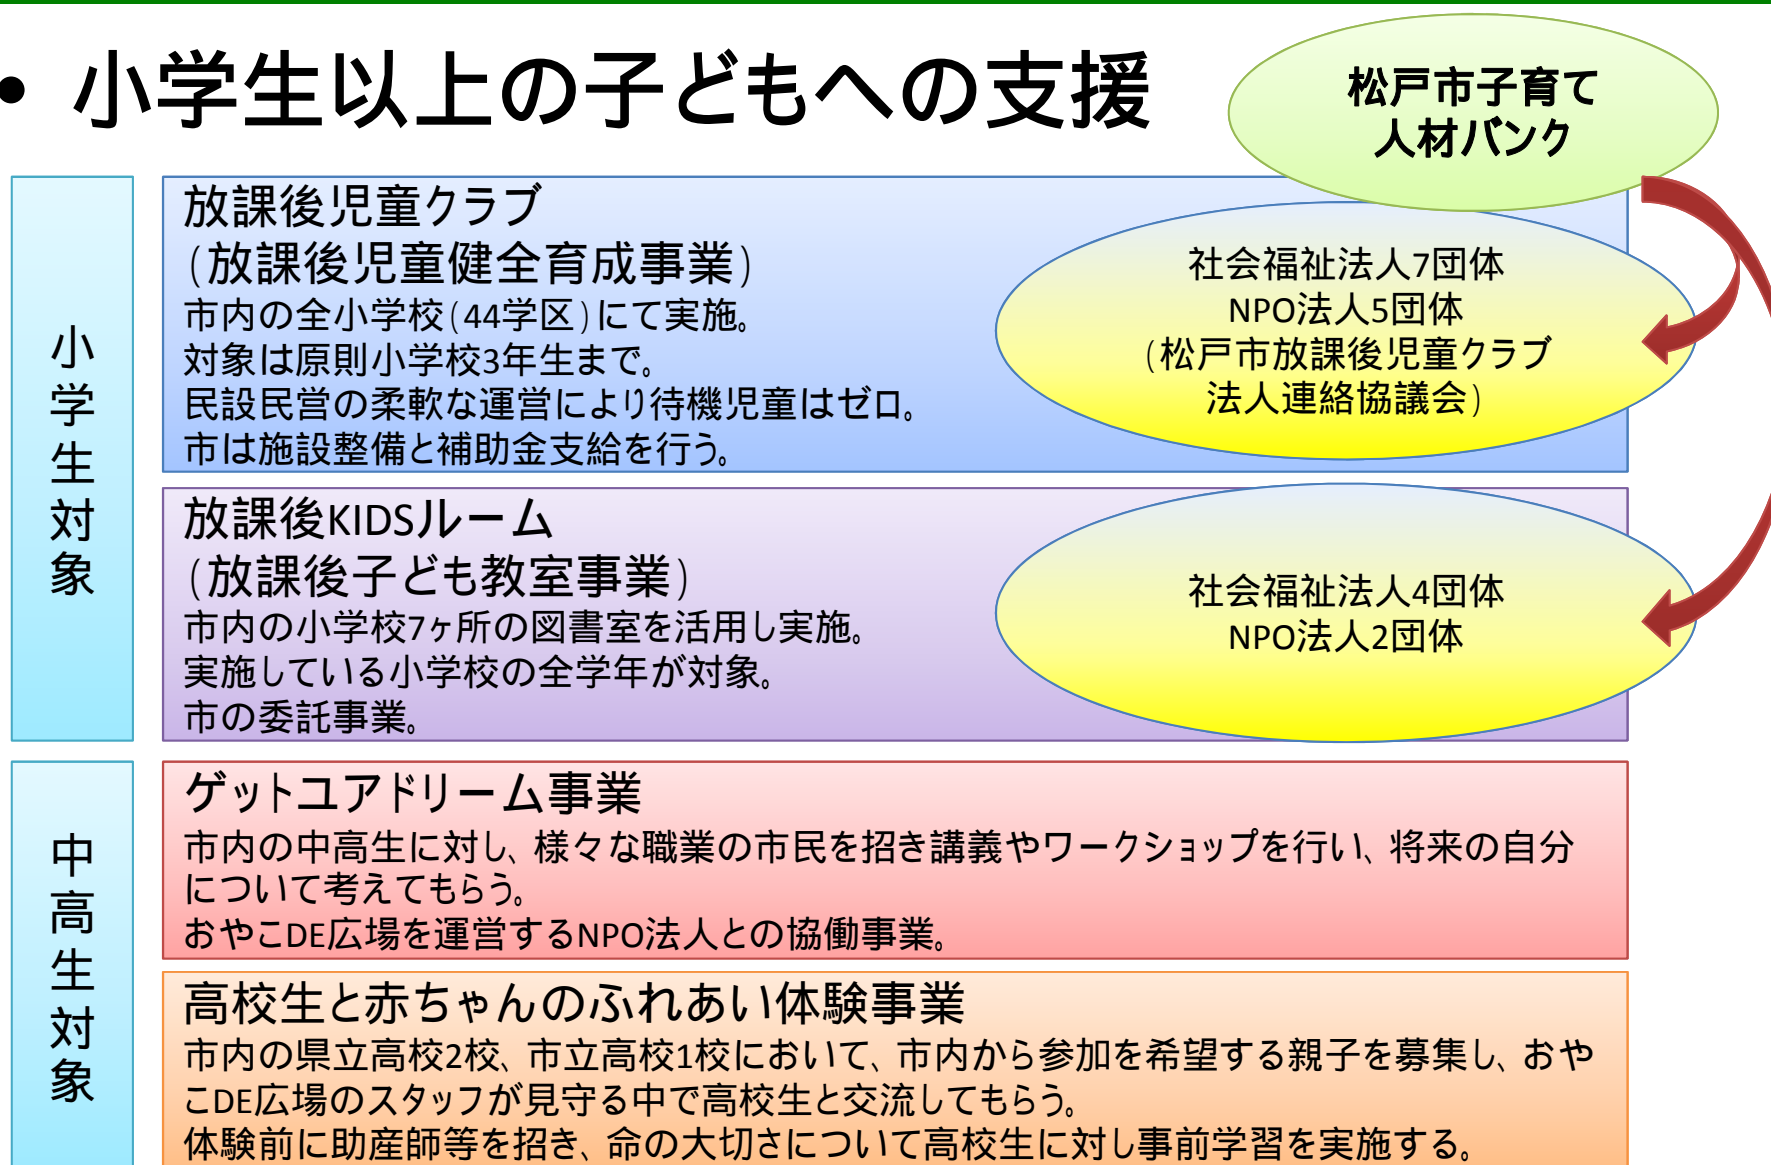 • 小学生以上の子どもへの支援
松戸市子育て
人材バンク
小学生対象
放課後児童クラブ
(放課後児童健全育成事業)
市内の全小学校(44学区)にて実施。
対象は原則小学校3年生まで。
民設民営の柔軟な運営により待機児童はゼロ。
市は施設整備と補助金支給を行う。
社会福祉法人7団体
NPO法人5団体
(松戸市放課後児童クラブ
法人連絡協議会)
放課後KIDSルーム
(放課後子ども教室事業)
市内の小学校7ヶ所の図書室を活用し実施。
実施している小学校の全学年が対象。
市の委託事業。
社会福祉法人4団体
NPO法人2団体
中高生対象
ゲットユアドリーム事業
市内の中高生に対し、様々な職業の市民を招き講義やワークショップを行い、将来の自分
について考えてもらう。
おやこDE広場を運営するNPO法人との協働事業。
高校生と赤ちゃんのふれあい体験事業
市内の県立高校2校、市立高校1校において、市内から参加を希望する親子を募集し、おや
こDE広場のスタッフが見守る中で高校生と交流してもらう。
体験前に助産師等を招き、命の大切さについて高校生に対し事前学習を実施する。